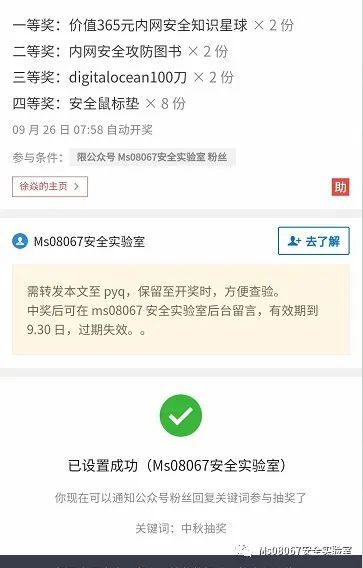 一等奖：价值365元内网安全知识星球 × 2 份
二等奖：内网安全攻防图书 × 2 份
三等奖：digitalocean100刀 × 2 份
四等奖：安全鼠标垫 × 8 份
09 月 26 日 07:58 自动开奖
参与条件： 限公众号 Ms08067安全实验室 粉丝
徐焱的主页 >
助
Ms08067安全实验室
去了解
需转发本文至 pyq，保留至开奖时，方便查验。
中奖后可在 ms08067 安全实验室后台留言，有效期到
9.30 日，过期失效。。
已设置成功（Ms08067安全实验室）
你现在可以通知公众号粉丝回复关键词参与抽奖了
关键词：中秋抽奖
Ms08067安全实验室